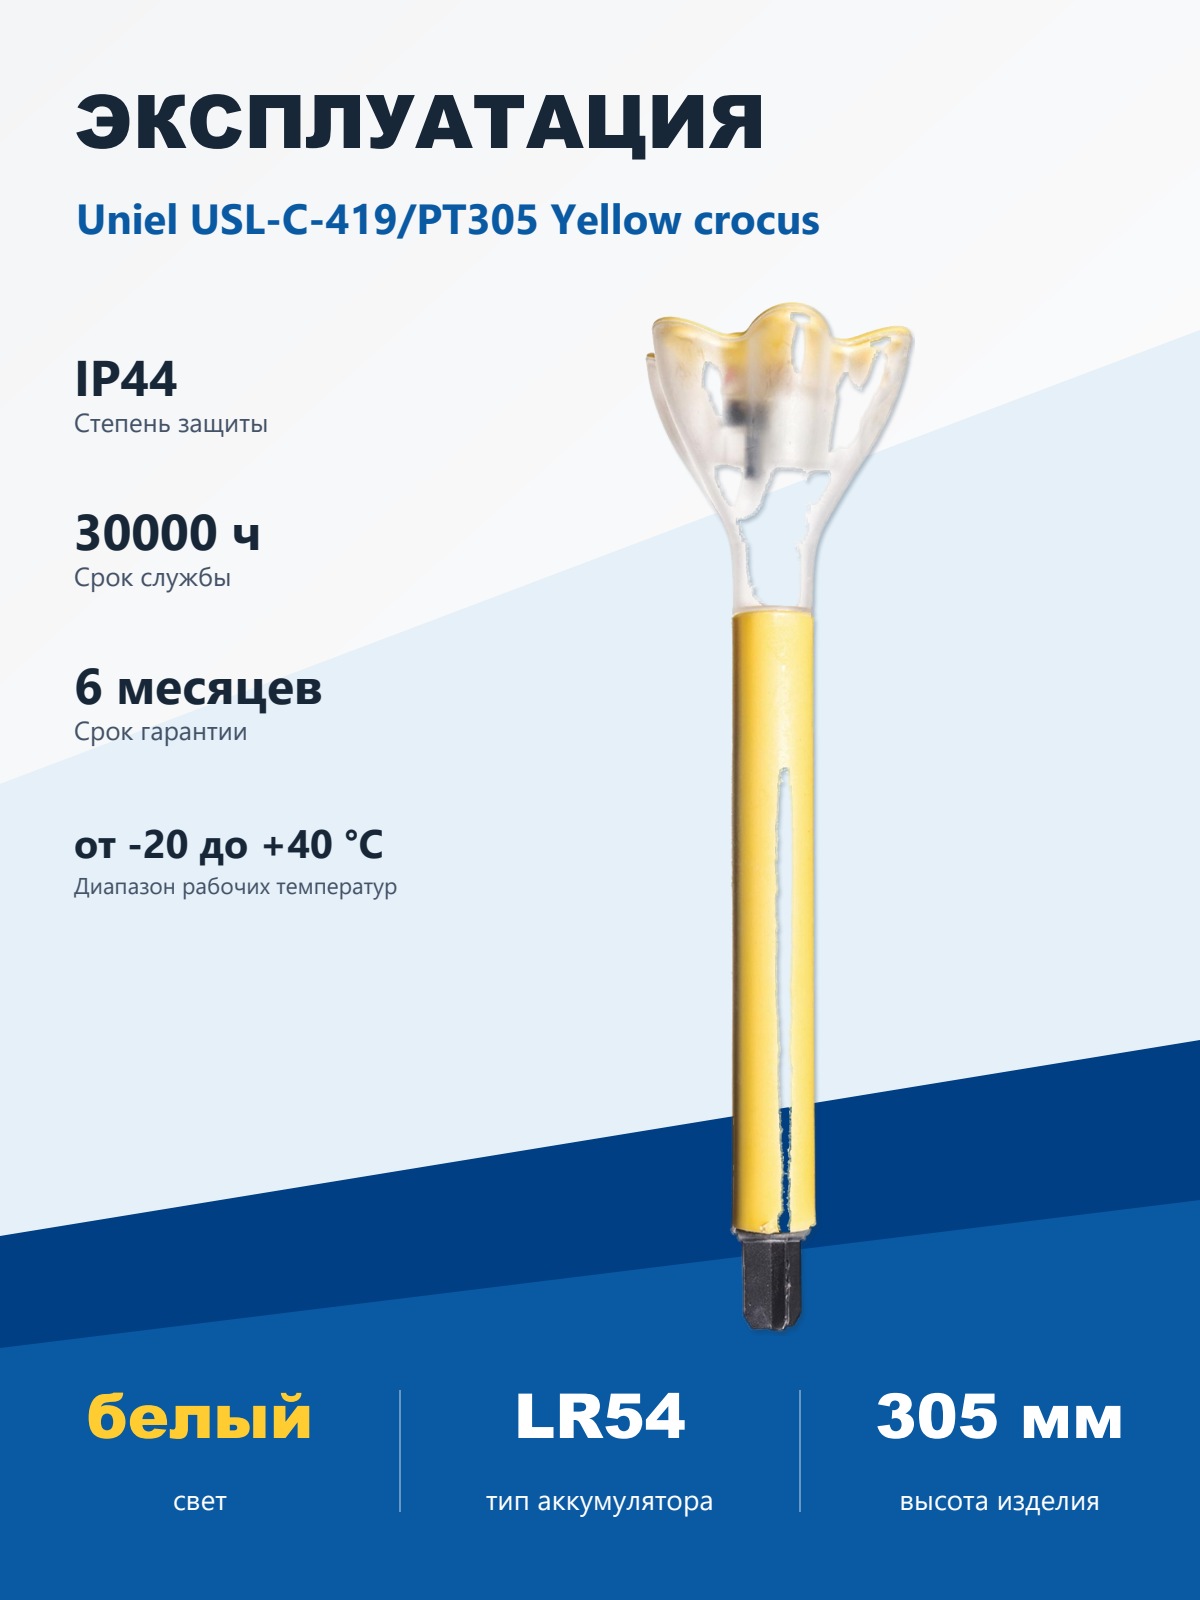 ЭКСПЛУАТАЦИЯ
Uniel USL-C-419/PT305 Yellow crocus
IP44
Степень защиты
30000 ч
Срок службы
6 месяцев
Срок гарантии
от -20 до +40 °C
Диапазон рабочих температур
белый
свет
LR54
тип аккумулятора
305 мм
высота изделия